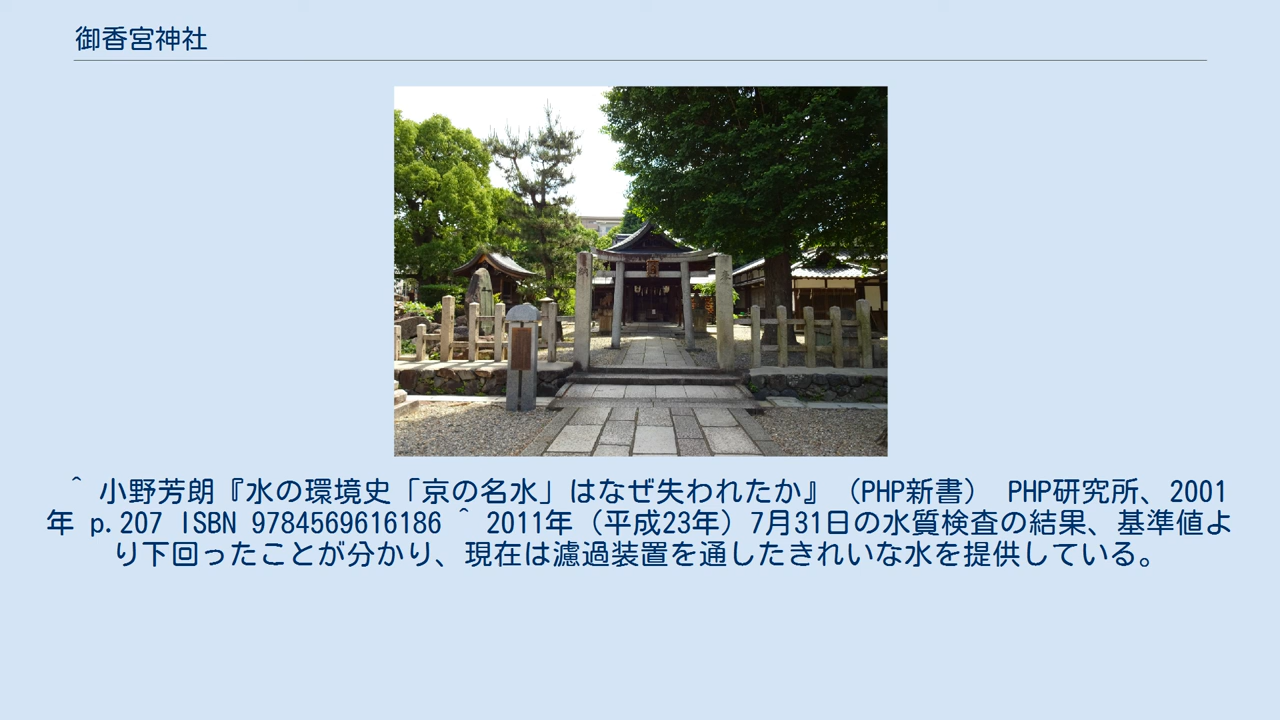 御香宮神社
^ 小野芳朗『水の環境史「京の名水」はなぜ失われたか』（PHP新書） PHP研究所、2001
年 p.207 ISBN 9784569616186 ^ 2011年（平成23年）7月31日の水質検査の結果、基準値よ
り下回ったことが分かり、現在は濾過装置を通したきれいな水を提供している。